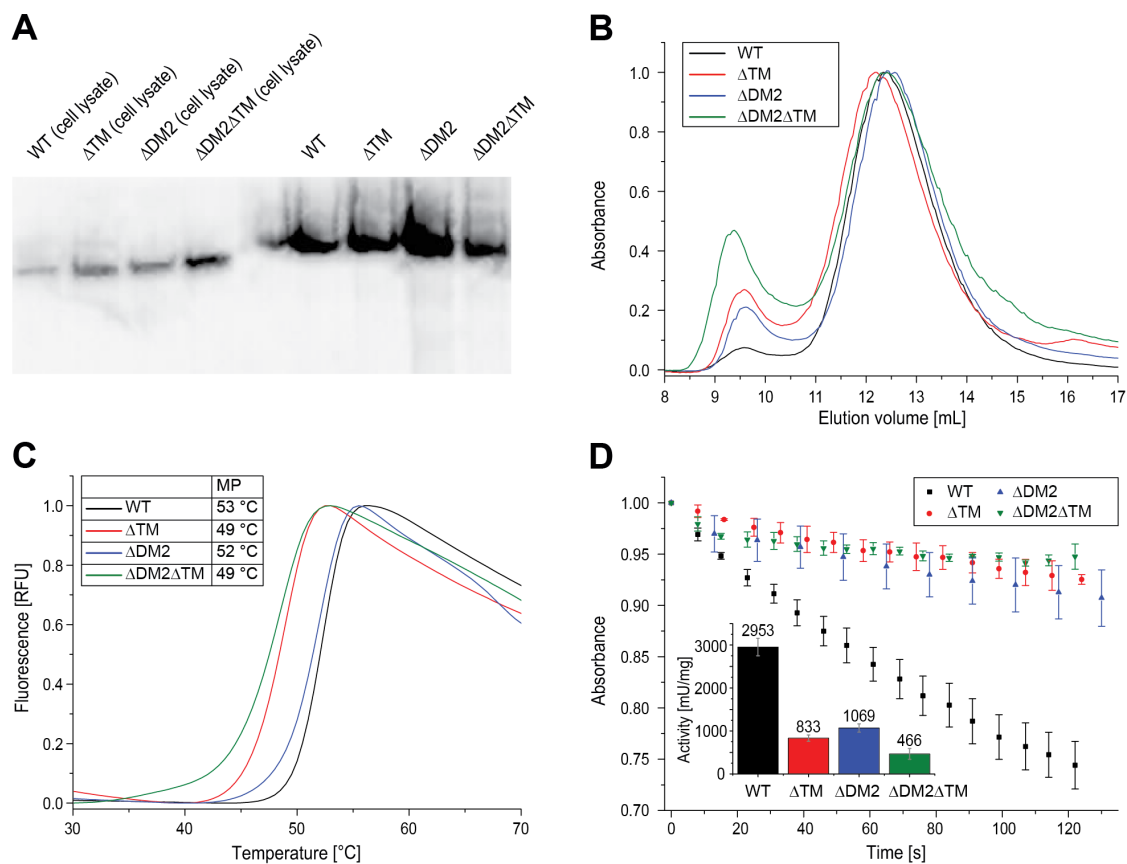 A
WT (cell lysate)
ΔTM (cell lysate)
ΔDM2 (cell lysate)
ΔDM2ΔTM (cell lysate)
WT
ΔTM
ΔDM2
ΔDM2ΔTM
B
WT
ΔTM
ΔDM2
ΔDM2ΔTM
Absorbance
1.0
0.8
0.6
0.4
0.2
0.0
8 9 10 11 12 13 14 15 16 17
Elution volume [mL]
C
MP
WT 53 °C
ΔTM 49 °C
ΔDM2 52 °C
ΔDM2ΔTM 49 °C
Fluorescence [RFU]
1.0
0.8
0.6
0.4
0.2
0.0
30 40 50 60 70
Temperature [°C]
D
WT ΔDM2
ΔTM ΔDM2ΔTM
Absorbance
1.00
0.95
0.90
0.85
0.80
0.75
0.70
Activity [mU/mg]
3000
2000
1000
0
2953
833
1069
466
WT ΔTM ΔDM2 ΔDM2ΔTM
0 20 40 60 80 100 120
Time [s]